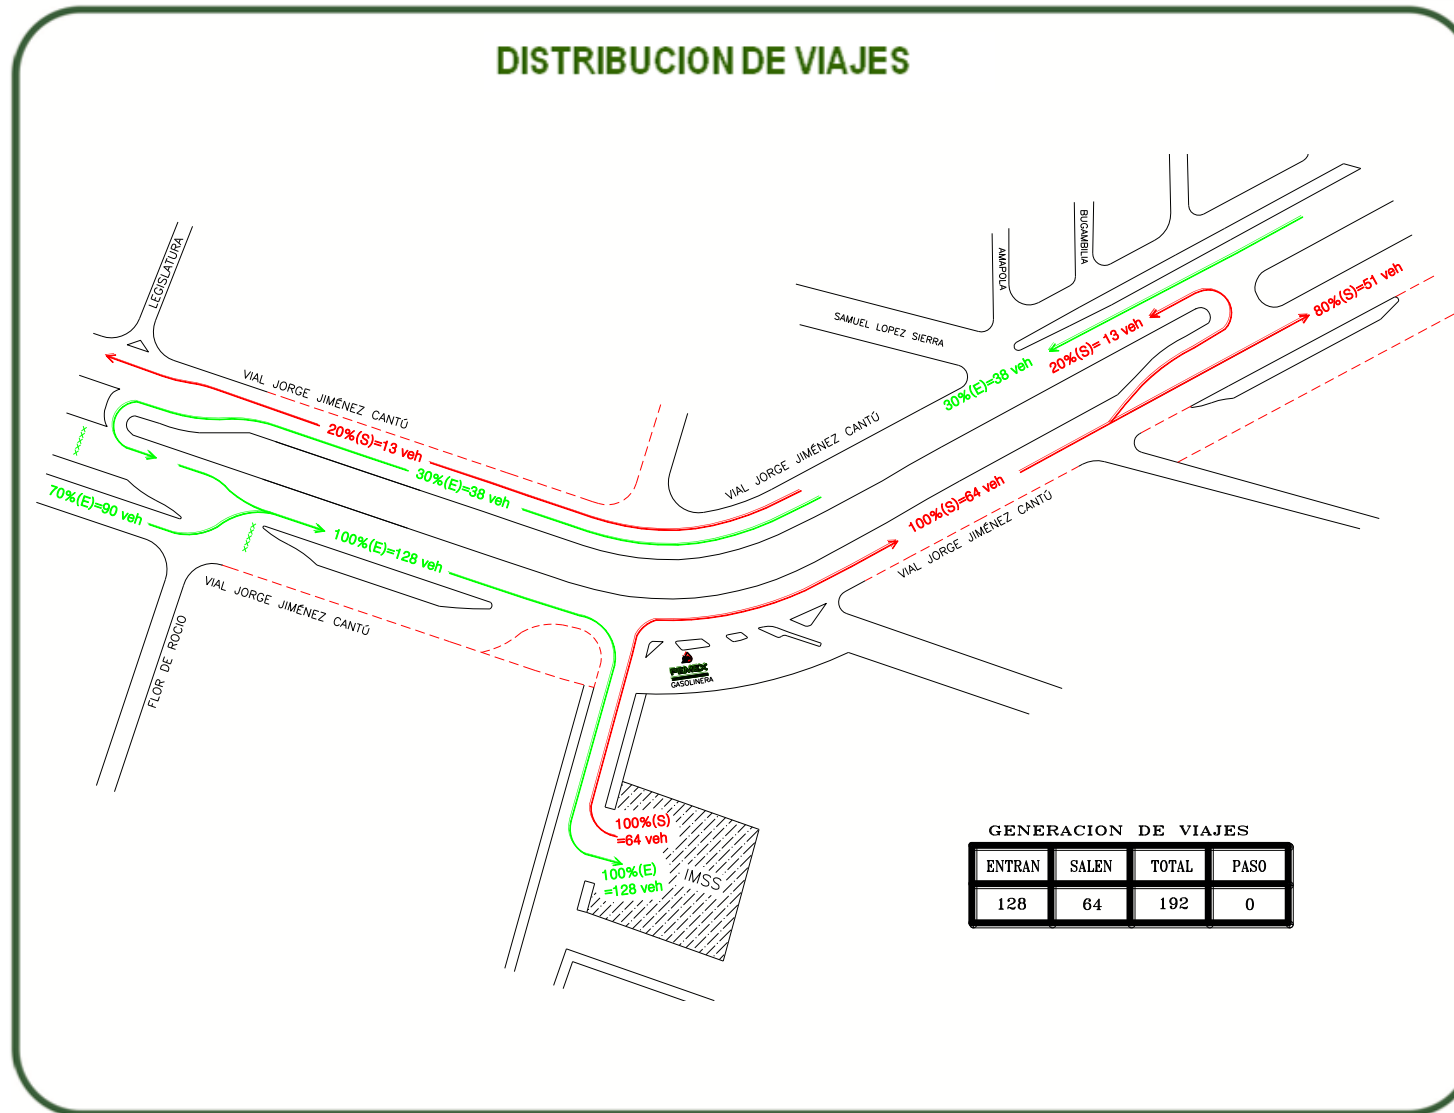 DISTRIBUCION DE VIAJES
LEGISLATURA
VIAL JORGE JIMÉNEZ CANTÚ
20%(S)=13 veh
30%(E)=38 veh
70%(E)=90 veh
XXXXXX
XXXXXX
100%(E)=128 veh
VIAL JORGE JIMÉNEZ CANTÚ
FLOR DE ROCIO
SAMUEL LOPEZ SIERRA
AMAPOLA
BUGAMBILIA
80%(S)=51 veh
20%(S)= 13 veh
30%(E)=38 veh
VIAL JORGE JIMÉNEZ CANTÚ
100%(S)=64 veh
VIAL JORGE JIMÉNEZ CANTÚ
PEMEX
GASOLINERA
100%(S)
=64 veh
100%(E)
=128 veh
IMSS
GENERACION DE VIAJES
ENTRAN SALEN TOTAL PASO
128 64 192 0